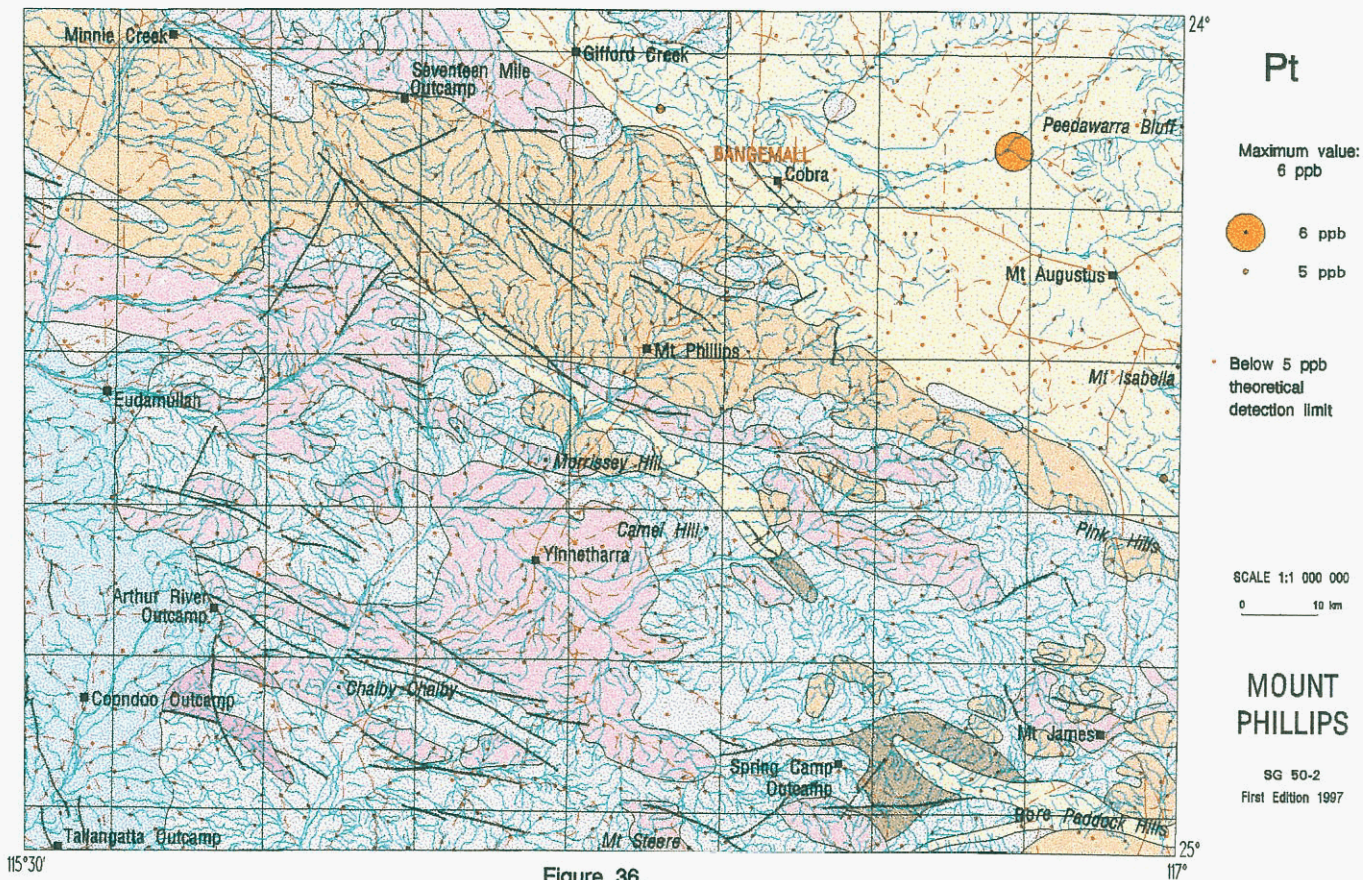 24°
Minnie Creek
Gifford Creek
Seventeen Mile
Outcamp
Peedawarra Bluff
BANGEMALL
Cobra
Mt Augustus
Mt Phillips
Mt Isabella
Eudamullah
Morrissey Hill
Camel Hill
Pink Hills
Yinnetharra
Arthur River
Outcamp
Coondoo Outcamp
Chalby Chalby
Mt James
Spring Camp
Outcamp
Bore Paddock Hills
Tallangatta Outcamp
Mt Steere
25°
115°30'
117°
Figure 36
Pt
Maximum value:
6 ppb
6 ppb
5 ppb
Below 5 ppb
theoretical
detection limit
SCALE 1:1 000 000
0 10 km
MOUNT
PHILLIPS
SG 50-2
First Edition 1997